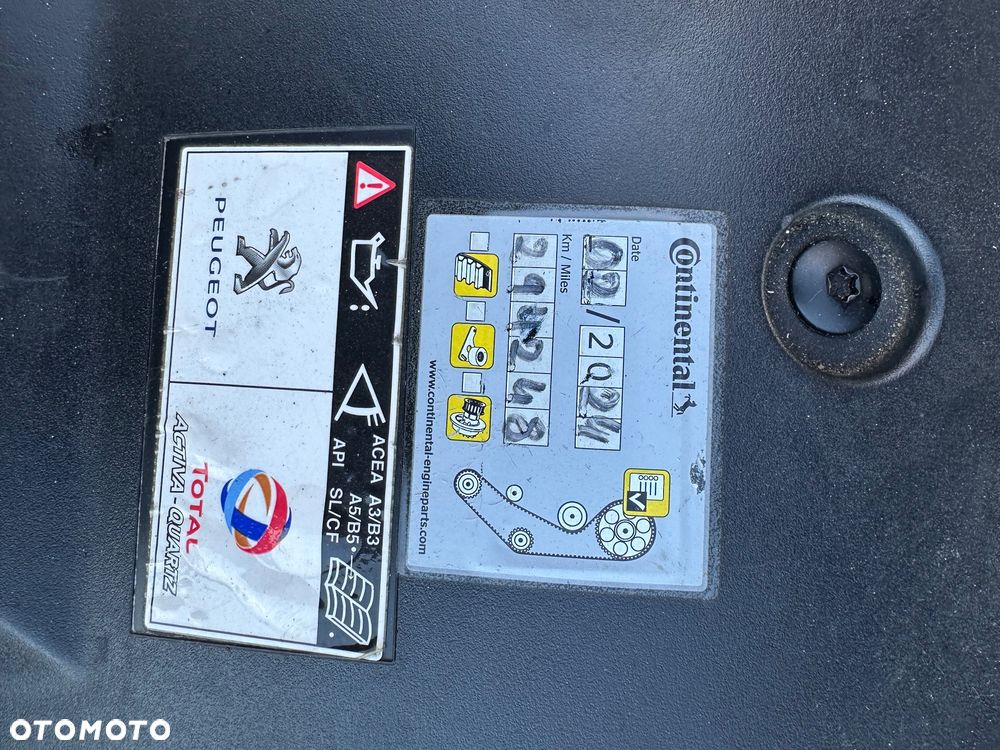 PEUGEOT
TOTAL
ACTIVA - QUARTZ
ACEA A3/B3
A5/B5
API SL/CF
Continental
Date
/2024
Km / Miles
214248
www.continental-engineparts.com
OTOMOTO